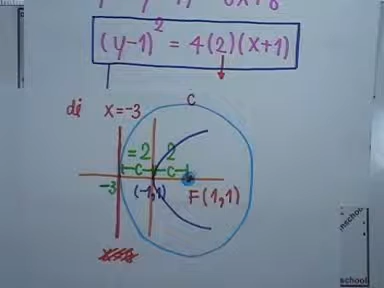 (y-1)² = 4(2)(x+1)
di x=-3
C
=2 2
-c- -c-
-3
(-1,1)
F(1,1)
school